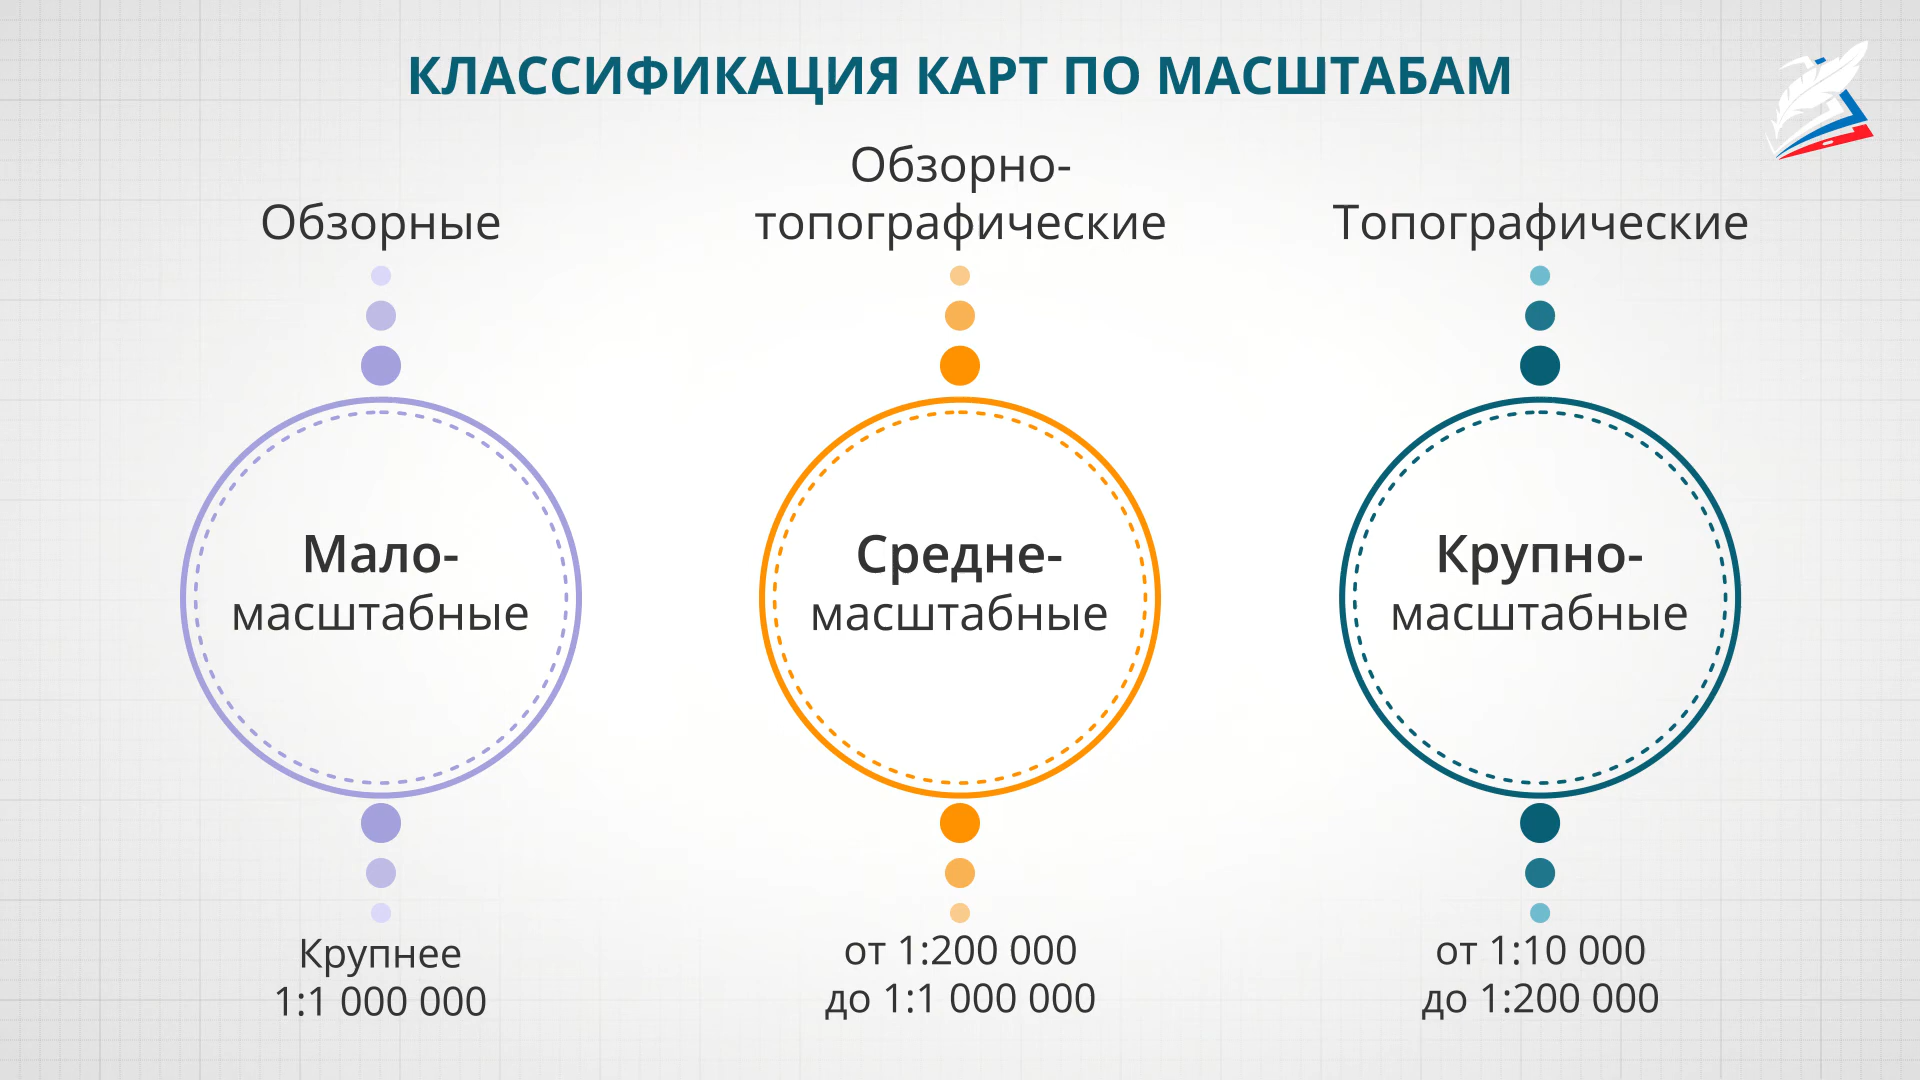 КЛАССИФИКАЦИЯ КАРТ ПО МАСШТАБАМ
Обзорные
Мало-
масштабные
Крупнее
1:1 000 000
Обзорно-
топографические
Средне-
масштабные
от 1:200 000
до 1:1 000 000
Топографические
Крупно-
масштабные
от 1:10 000
до 1:200 000